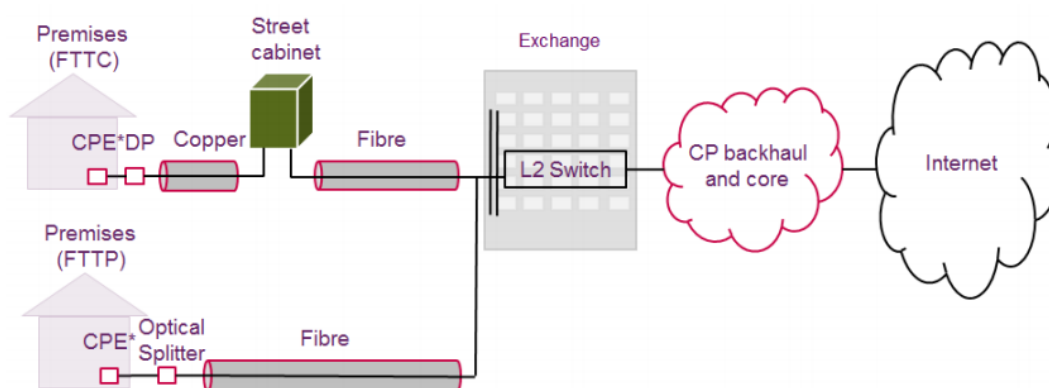 Premises
(FTTC)
Street
cabinet
Exchange
CPE*DP
Copper
Fibre
L2 Switch
CP backhaul
and core
Internet
Premises
(FTTP)
CPE*
Optical
Splitter
Fibre